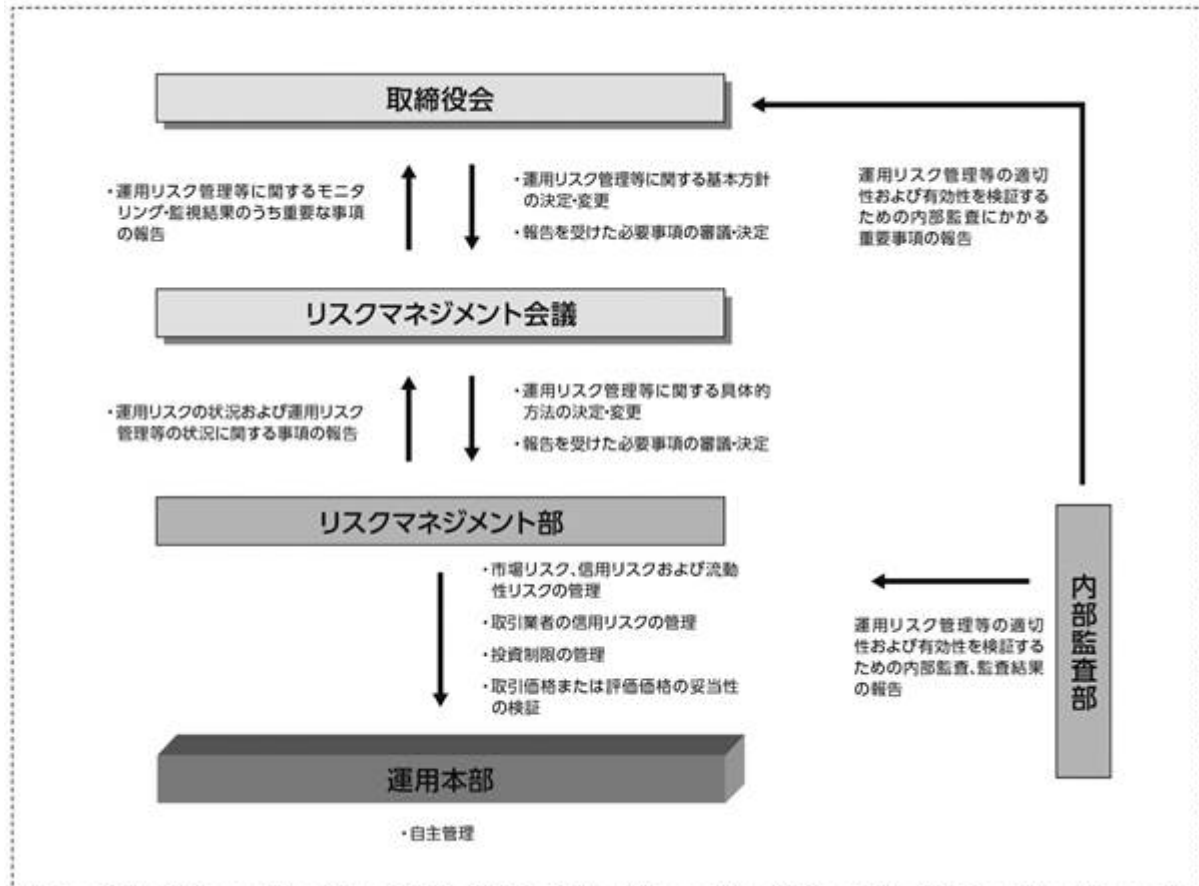 取締役会
・運用リスク管理等に関するモニタ
リング・監視結果のうち重要な事項
の報告
・運用リスク管理等に関する基本方針
の決定・変更
・報告を受けた必要事項の審議・決定
運用リスク管理等の適切
性および有効性を検証する
ための内部監査にかかる
重要事項の報告
リスクマネジメント会議
・運用リスクの状況および運用リスク
管理等の状況に関する事項の報告
・運用リスク管理等に関する具体的
方法の決定・変更
・報告を受けた必要事項の審議・決定
リスクマネジメント部
・市場リスク、信用リスクおよび流動
性リスクの管理
・取引業者の信用リスクの管理
・投資制限の管理
・取引価格または評価価格の妥当性
の検証
運用リスク管理等の適切
性および有効性を検証する
ための内部監査、監査結果
の報告
内部監査部
運用本部
・自主管理